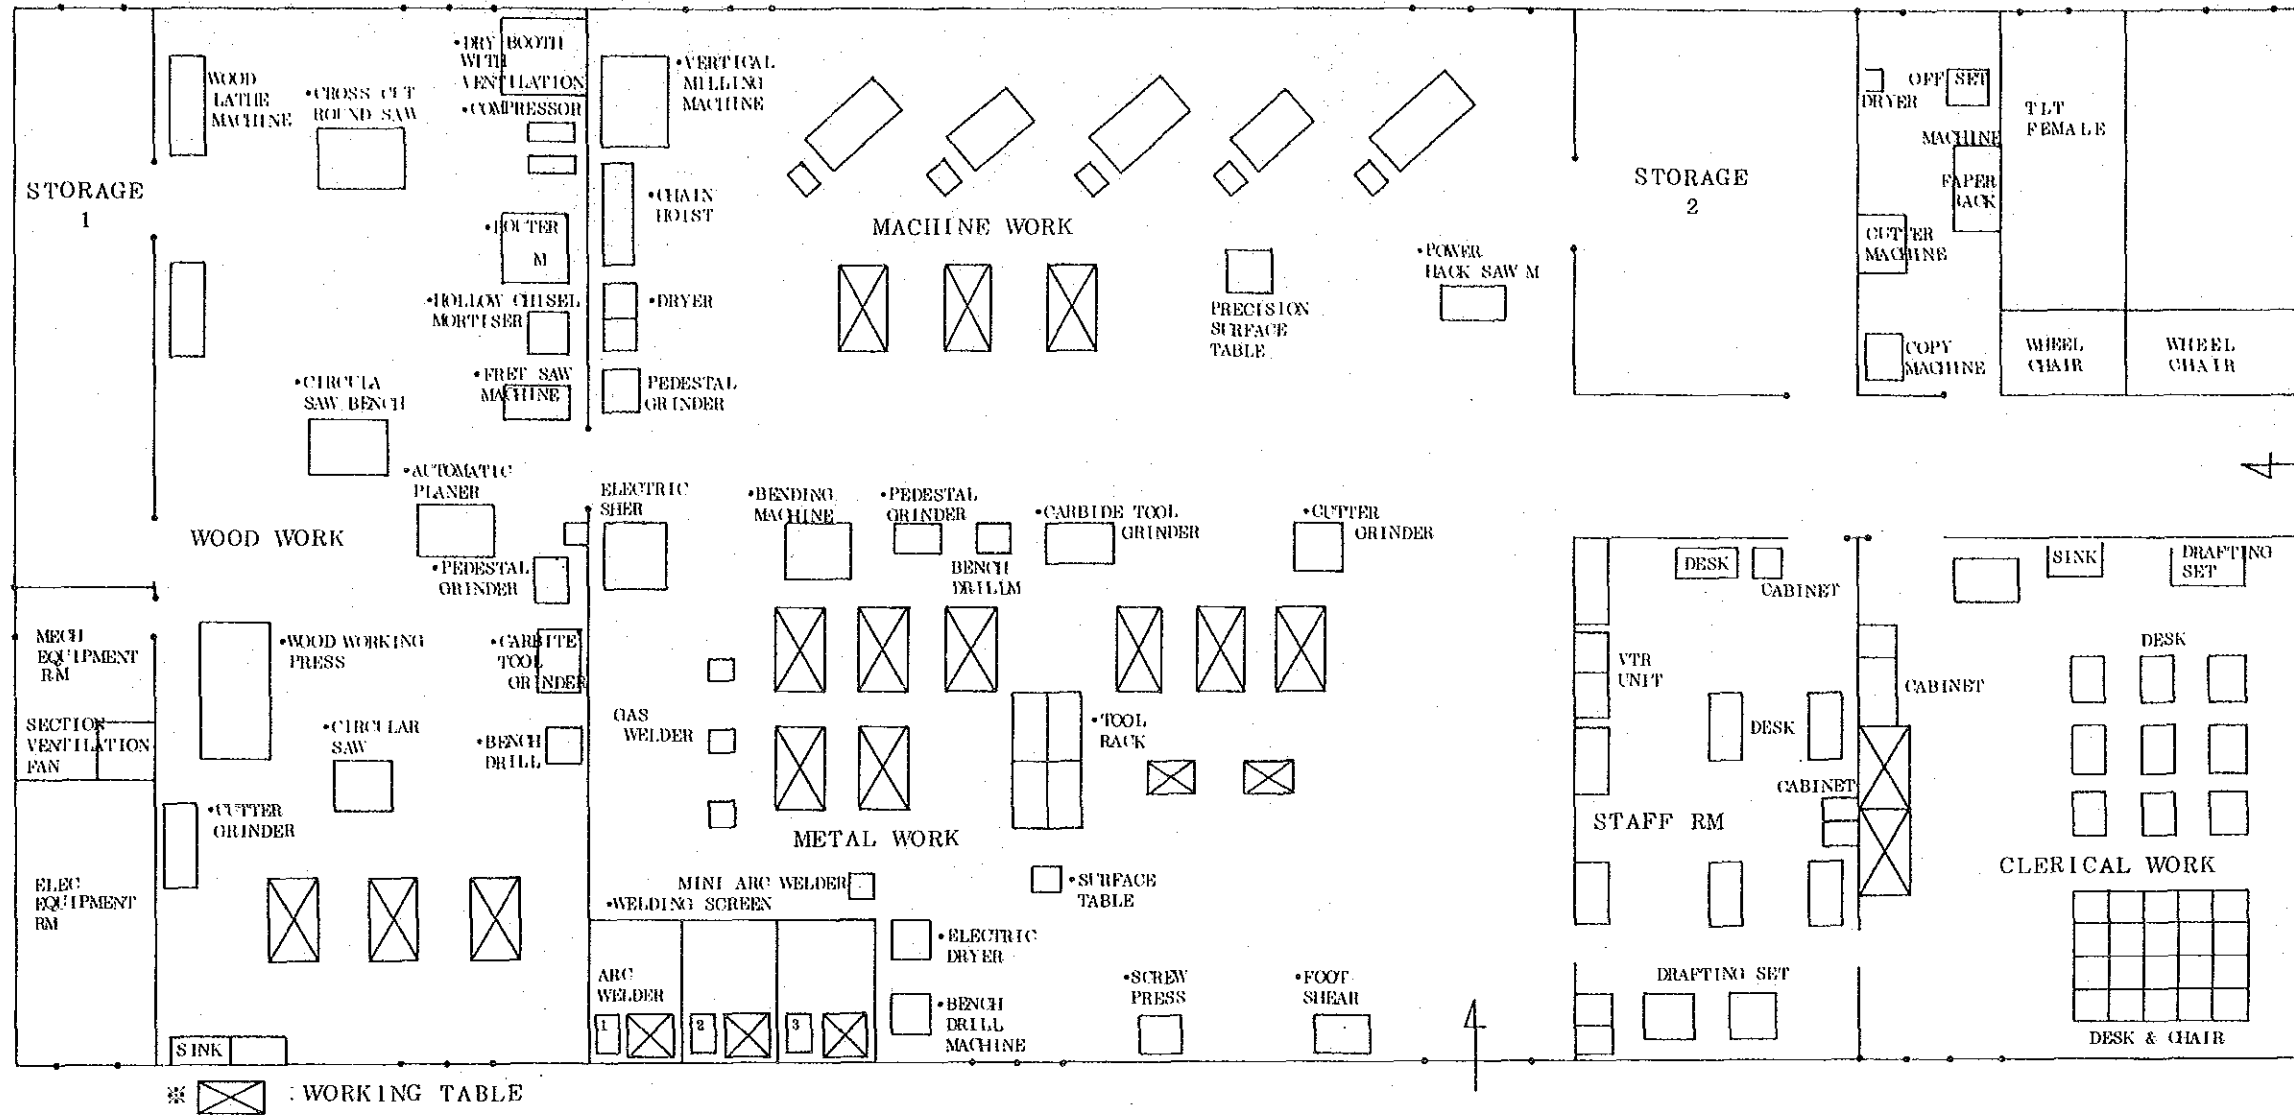 WOOD
LATHE
MACHINE
•CROSS CUT
ROUND SAW
•DRY BOOTH
WITH
VENTILATION
•COMPRESSOR
•VERTICAL
MILLING
MACHINE
STORAGE
1
•CHAIN
HOIST
MACHINE WORK
•ROUTER
M
•HOLLOW CHISEL
MORTISER
•DRYER
•FRET SAW
MACHINE
PEDESTAL
GRINDER
PRECISION
SURFACE
TABLE
•POWER
HACK SAW M
STORAGE
2
DRYER
OFF SET
MACHINE
PAPER
RACK
CUTTER
MACHINE
COPY
MACHINE
TLT
FEMALE
WHEEL
CHAIR
WHEEL
CHAIR
•CIRCULA
SAW BENCH
•AUTOMATIC
PLANER
WOOD WORK
•PEDESTAL
GRINDER
ELECTRIC
SHER
•BENDING
MACHINE
•PEDESTAL
GRINDER
BENCH
DRILLM
•CARBIDE TOOL
GRINDER
•CUTTER
GRINDER
DESK
CABINET
SINK
DRAFTING
SET
MECH
EQUIPMENT
RM
SECTION
VENTILATION
FAN
ELEC
EQUIPMENT
RM
•WOOD WORKING
PRESS
•CARBITE
TOOL
GRINDER
•CIRCULAR
SAW
•BENCH
DRILL
•CUTTER
GRINDER
GAS
WELDER
•TOOL
RACK
METAL WORK
MINI ARC WELDER
•WELDING SCREEN
•SURFACE
TABLE
VTR
UNIT
DESK
CABINET
STAFF RM
CABINET
DESK
CLERICAL WORK
ARC
WELDER
1
2
3
•ELECTRIC
DRYER
•BENCH
DRILL
MACHINE
•SCREW
PRESS
•FOOT
SHEAR
DRAFTING SET
DESK & CHAIR
SINK
※ : WORKING TABLE